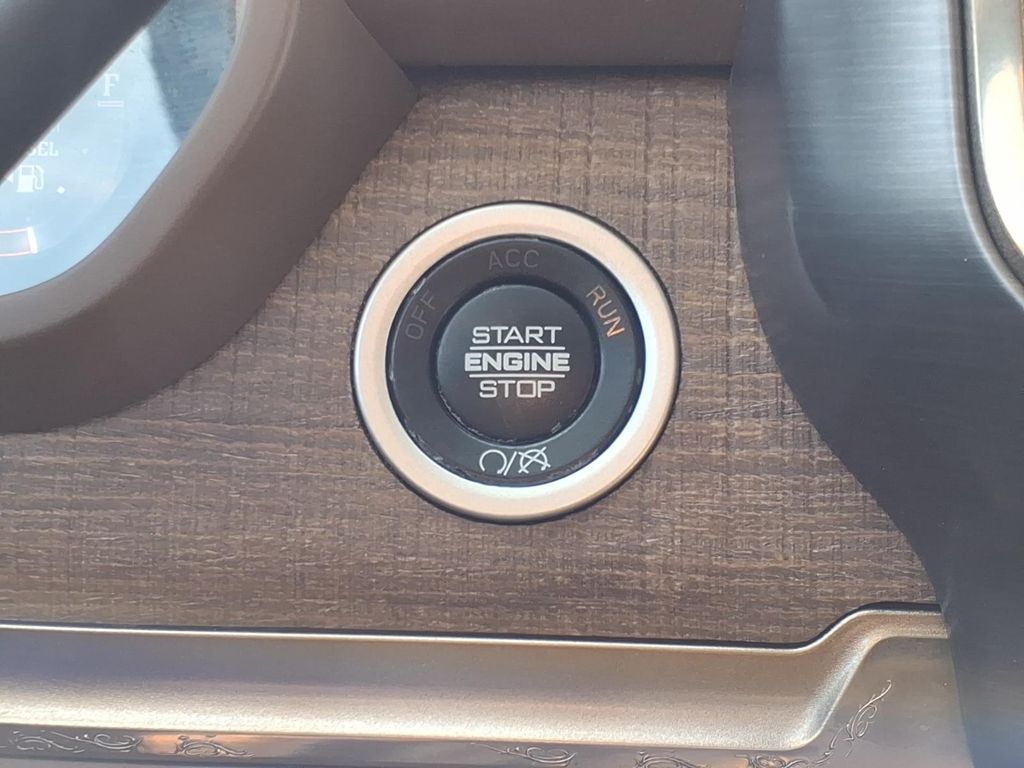 F
ACC
OFF
RUN
START
ENGINE
STOP